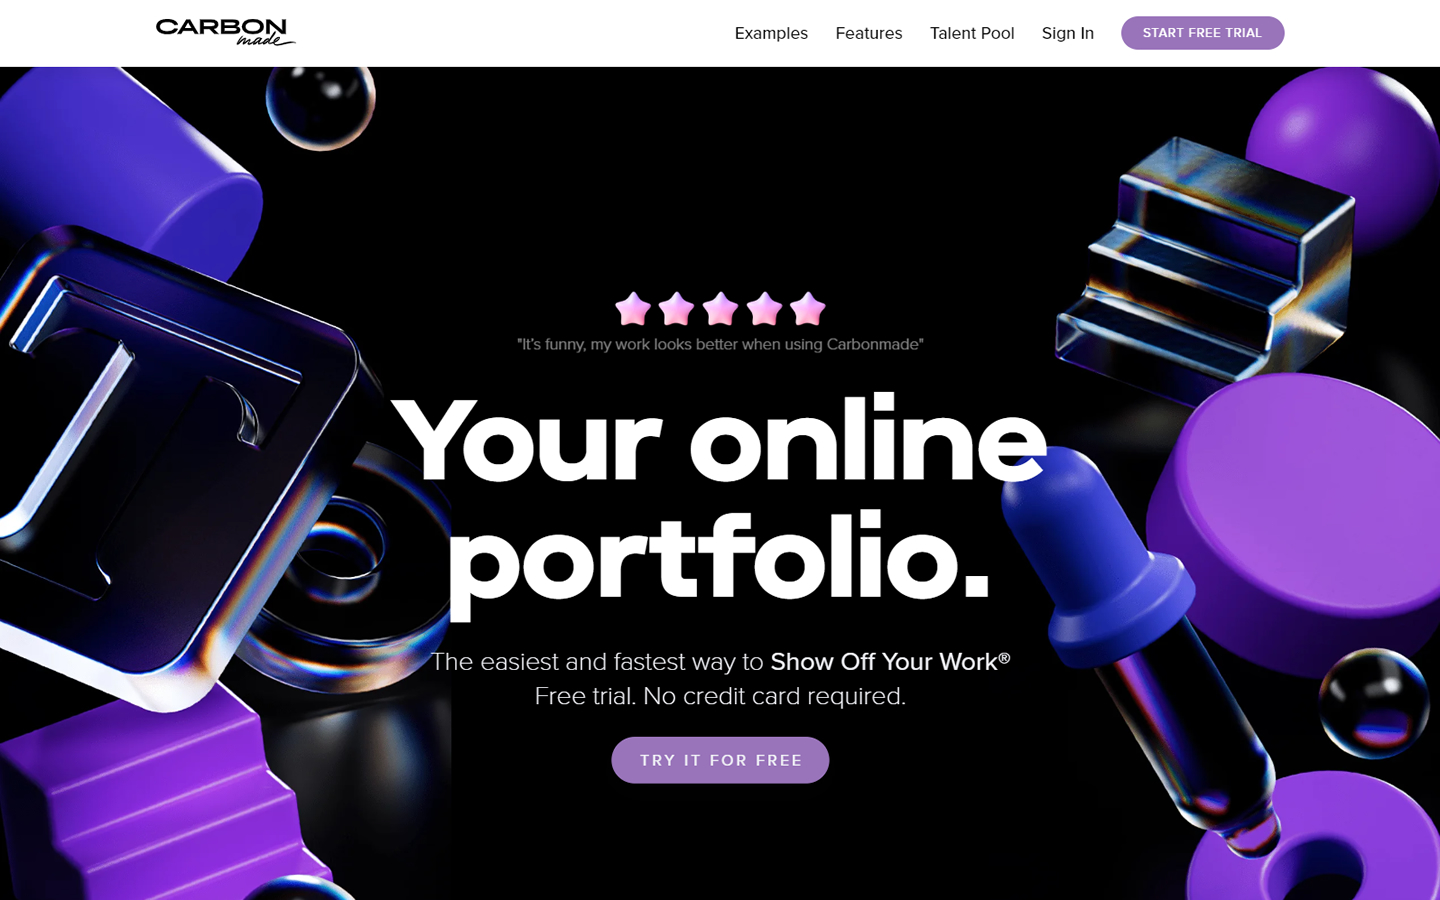 CARBON
made
Examples
Features
Talent Pool
Sign In
START FREE TRIAL
"It's funny, my work looks better when using Carbonmade"
Your online
portfolio.
The easiest and fastest way to Show Off Your Work®
Free trial. No credit card required.
TRY IT FOR FREE
T